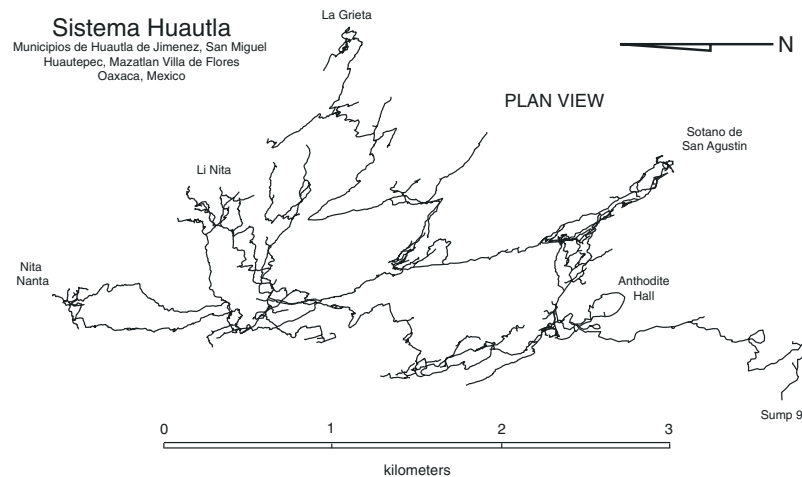 Sistema Huautla
Municipios de Huautla de Jimenez, San Miguel
Huautepec, Mazatlan Villa de Flores
Oaxaca, Mexico
La Grieta
N
PLAN VIEW
Sotano de
San Agustin
Li Nita
Nita
Nanta
Anthodite
Hall
Sump 9
0 1 2 3
kilometers